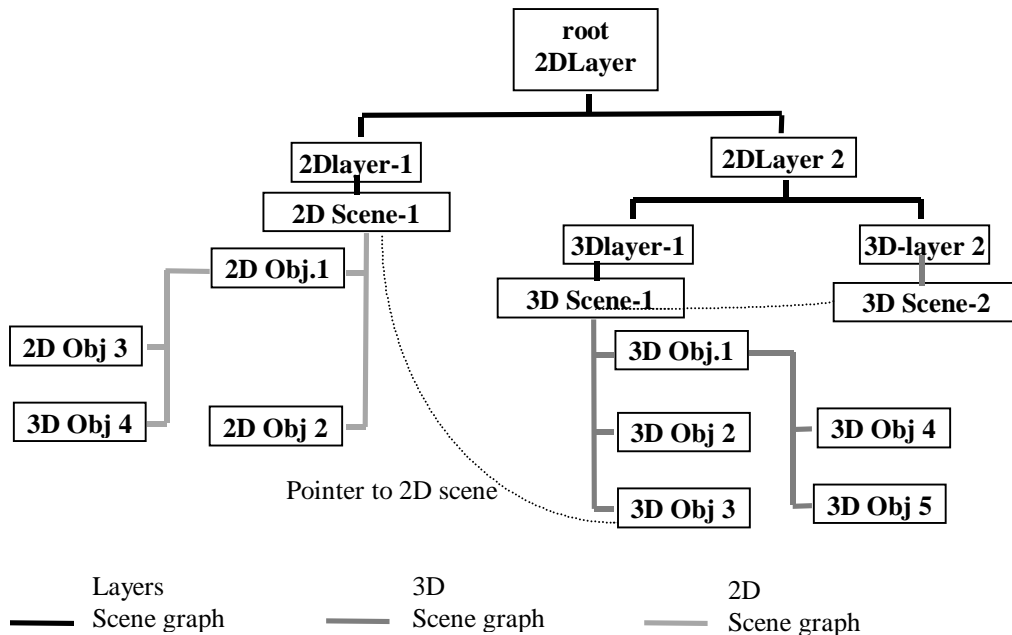 root
2DLayer
2Dlayer-1
2DLayer 2
2D Scene-1
3Dlayer-1
3D-layer 2
2D Obj.1
3D Scene-1
3D Scene-2
2D Obj 3
3D Obj.1
3D Obj 4
2D Obj 2
3D Obj 2
3D Obj 4
Pointer to 2D scene
3D Obj 3
3D Obj 5
Layers
Scene graph
3D
Scene graph
2D
Scene graph